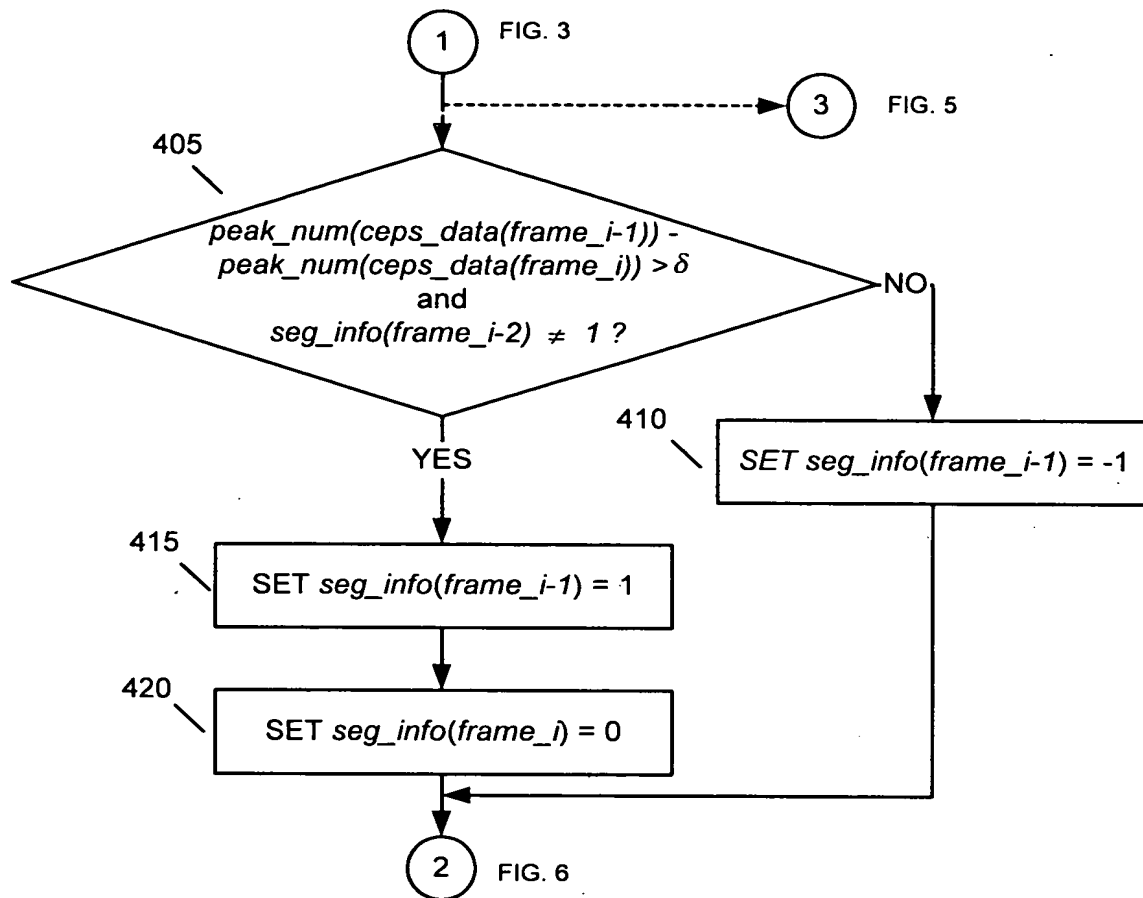 1
FIG. 3
3
FIG. 5
405
peak_num(ceps_data(frame_i-1)) -
peak_num(ceps_data(frame_i)) > δ
and
seg_info(frame_i-2) ≠ 1 ?
NO
YES
410
SET seg_info(frame_i-1) = -1
415
SET seg_info(frame_i-1) = 1
420
SET seg_info(frame_i) = 0
2
FIG. 6